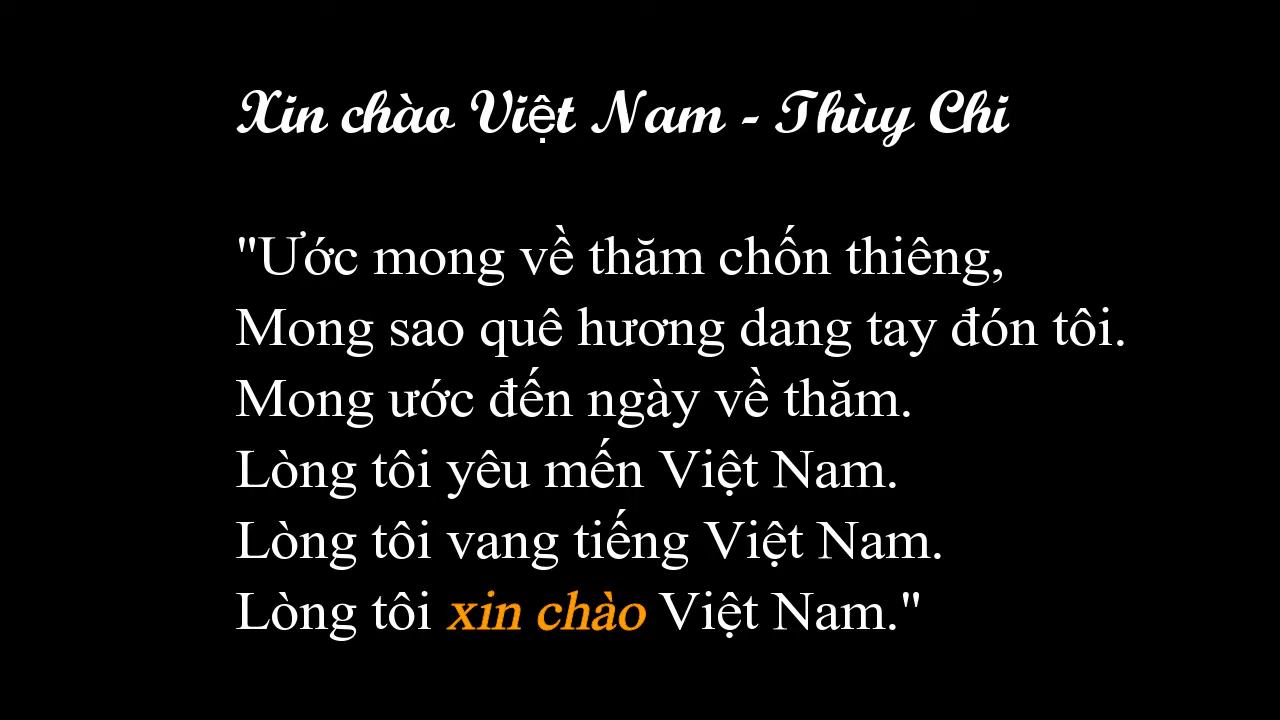 Xin chào Việt Nam - Thùy Chi
"Ước mong về thăm chốn thiêng,
Mong sao quê hương dang tay đón tôi.
Mong ước đến ngày về thăm.
Lòng tôi yêu mến Việt Nam.
Lòng tôi vang tiếng Việt Nam.
Lòng tôi xin chào Việt Nam."